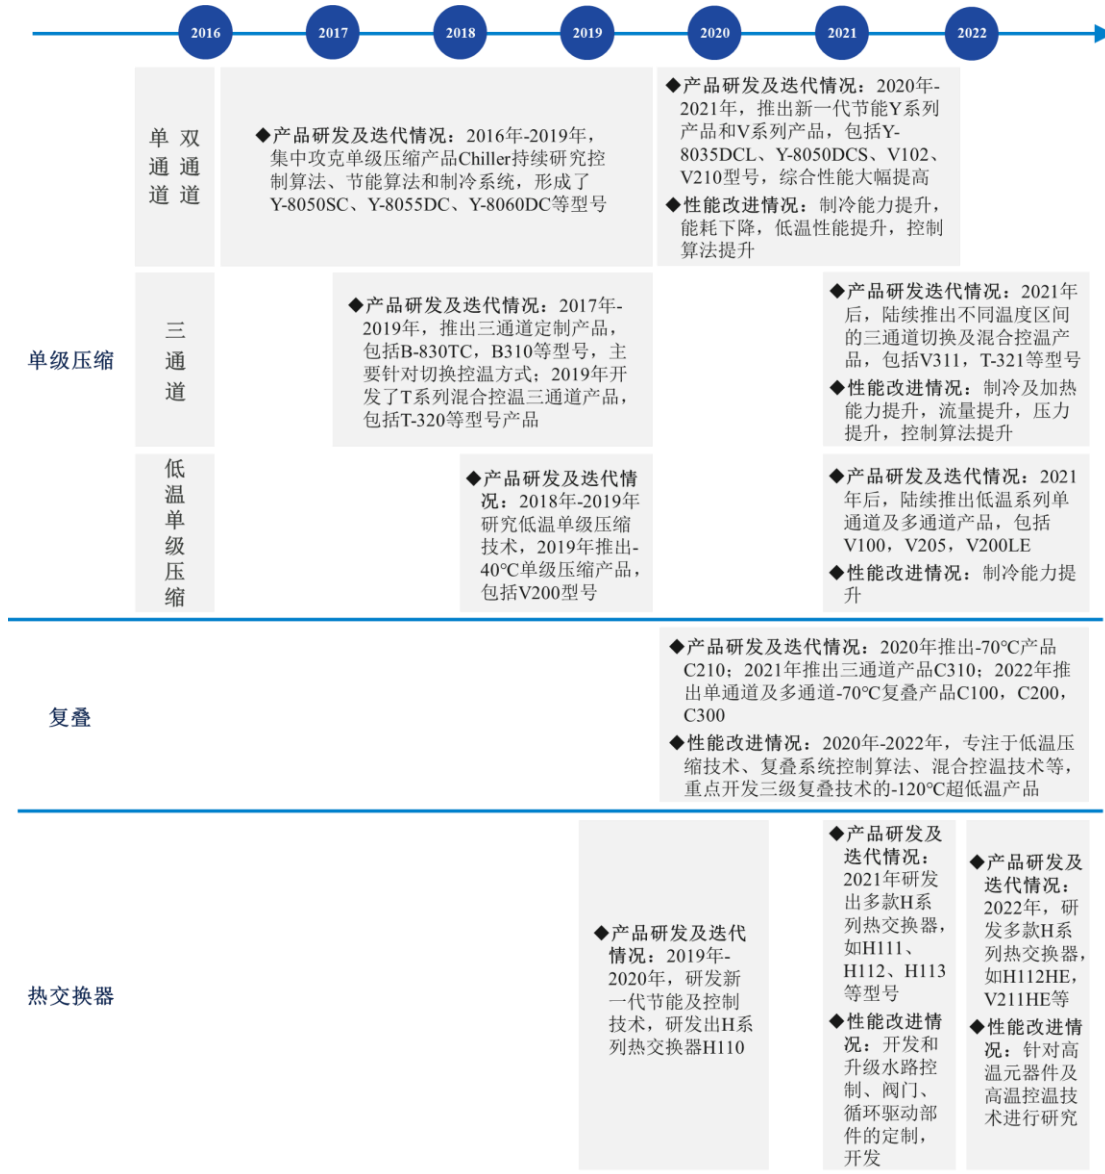 2016
2017
2018
2019
2020
2021
2022
单 双
通 通
道 道
◆产品研发及迭代情况：2016年-2019年，
集中攻克单级压缩产品Chiller持续研究控
制算法、节能算法和制冷系统，形成了
Y-8050SC、Y-8055DC、Y-8060DC等型号
◆产品研发及迭代情况：2020年-
2021年，推出新一代节能Y系列
产品和V系列产品，包括Y-
8035DCL、Y-8050DCS、V102、
V210型号，综合性能大幅提高
◆性能改进情况：制冷能力提升，
能耗下降，低温性能提升，控制
算法提升
单级压缩
三
通
道
◆产品研发及迭代情况：2017年-
2019年，推出三通道定制产品，
包括B-830TC，B310等型号，主
要针对切换控温方式；2019年开
发了T系列混合控温三通道产品，
包括T-320等型号产品
◆产品研发迭代情况：2021年
后，陆续推出不同温度区间
的三通道切换及混合控温产
品，包括V311，T-321等型号
◆性能改进情况：制冷及加热
能力提升，流量提升，压力
提升，控制算法提升
低
温
单
级
压
缩
◆产品研发及迭代情
况：2018年-2019年
研究低温单级压缩
技术，2019年推出-
40℃单级压缩产品，
包括V200型号
◆产品研发及迭代情况：2021
年后，陆续推出低温系列单
通道及多通道产品，包括
V100，V205，V200LE
◆性能改进情况：制冷能力提
升
复叠
◆产品研发及迭代情况：2020年推出-70℃产品
C210；2021年推出三通道产品C310；2022年推
出单通道及多通道-70℃复叠产品C100，C200，
C300
◆性能改进情况：2020年-2022年，专注于低温压
缩技术、复叠系统控制算法、混合控温技术等，
重点开发三级复叠技术的-120℃超低温产品
热交换器
◆产品研发及迭代
情况：2019年-
2020年，研发新
一代节能及控制
技术，研发出H系
列热交换器H110
◆产品研发及
迭代情况：
2021年研发
出多款H系
列热交换器，
如H111、
H112、H113
等型号
◆性能改进情
况：开发和
升级水路控
制、阀门、
循环驱动部
件的定制，
开发
◆产品研发及
迭代情况：
2022年，研
发多款H系
列热交换器，
如H112HE，
V211HE等
◆性能改进情
况：针对高
温元器件及
高温控温技
术进行研究